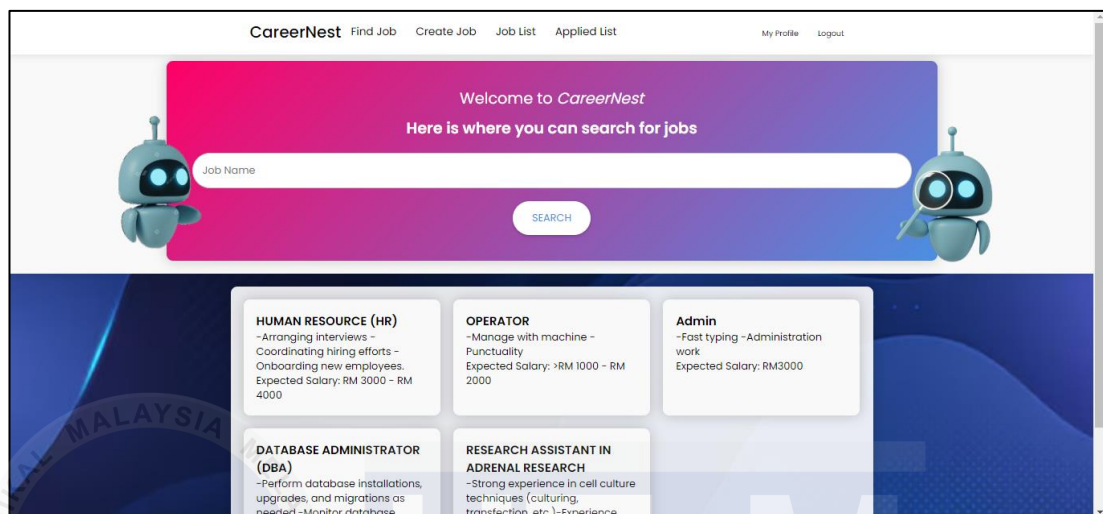 CareerNest Find Job Create Job Job List Applied List My Profile Logout
Welcome to CareerNest
Here is where you can search for jobs
Job Name
SEARCH
HUMAN RESOURCE (HR)
-Arranging interviews -
Coordinating hiring efforts -
Onboarding new employees.
Expected Salary: RM 3000 - RM
4000
OPERATOR
-Manage with machine -
Punctuality
Expected Salary: >RM 1000 - RM
2000
Admin
-Fast typing -Administration
work
Expected Salary: RM3000
DATABASE ADMINISTRATOR
(DBA)
-Perform database installations,
upgrades, and migrations as
needed -Monitor database
RESEARCH ASSISTANT IN
ADRENAL RESEARCH
-Strong experience in cell culture
techniques (culturing,
transfection, etc.)-Experience
MALAYSIA